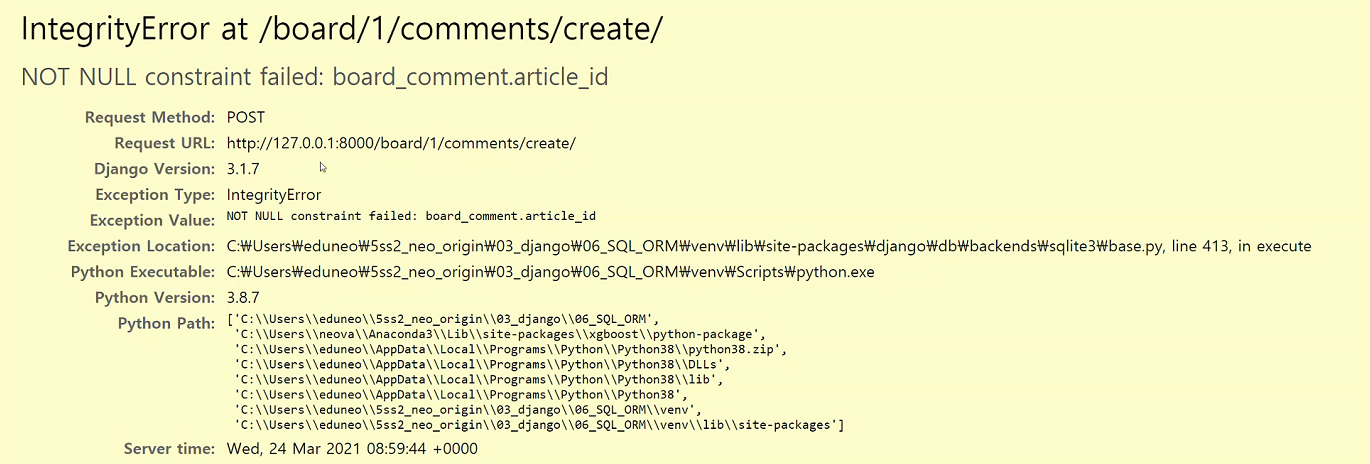 IntegrityError at /board/1/comments/create/
NOT NULL constraint failed: board_comment.article_id
Request Method: POST
Request URL: http://127.0.0.1:8000/board/1/comments/create/
Django Version: 3.1.7
Exception Type: IntegrityError
Exception Value: NOT NULL constraint failed: board_comment.article_id
Exception Location: C:₩Users₩eduneo₩5ss2_neo_origin₩03_django₩06_SQL_ORM₩venv₩lib₩site-packages₩django₩db₩backends₩sqlite3₩base.py, line 413, in execute
Python Executable: C:₩Users₩eduneo₩5ss2_neo_origin₩03_django₩06_SQL_ORM₩venv₩Scripts₩python.exe
Python Version: 3.8.7
Python Path: ['C:\\Users\\eduneo\\5ss2_neo_origin\\03_django\\06_SQL_ORM',
'C:\\Users\\neova\\Anaconda3\\Lib\\site-packages\\xgboost\\python-package',
'C:\\Users\\eduneo\\AppData\\Local\\Programs\\Python\\Python38\\python38.zip',
'C:\\Users\\eduneo\\AppData\\Local\\Programs\\Python\\Python38\\DLLs',
'C:\\Users\\eduneo\\AppData\\Local\\Programs\\Python\\Python38\\lib',
'C:\\Users\\eduneo\\AppData\\Local\\Programs\\Python\\Python38',
'C:\\Users\\eduneo\\5ss2_neo_origin\\03_django\\06_SQL_ORM\\venv',
'C:\\Users\\eduneo\\5ss2_neo_origin\\03_django\\06_SQL_ORM\\venv\\lib\\site-packages']
Server time: Wed, 24 Mar 2021 08:59:44 +0000